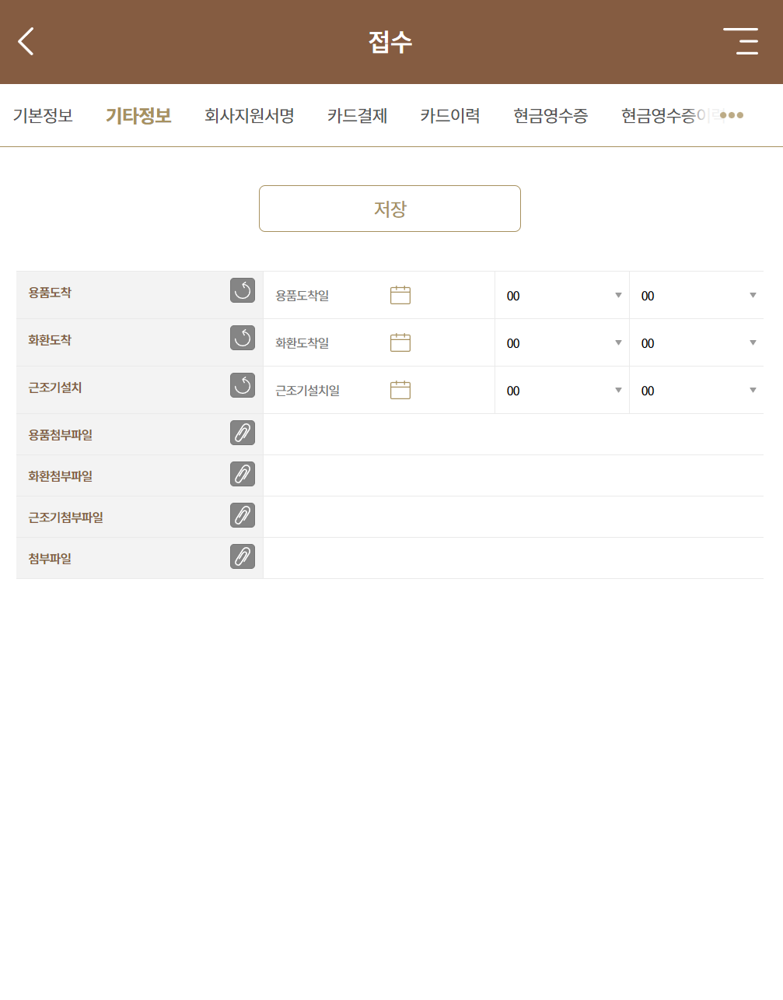 접수
기본정보 기타정보 회사지원서명 카드결제 카드이력 현금영수증 현금영수증이력
저장
용품도착 용품도착일 00 00
화환도착 화환도착일 00 00
근조기설치 근조기설치일 00 00
용품첨부파일
화환첨부파일
근조기첨부파일
첨부파일